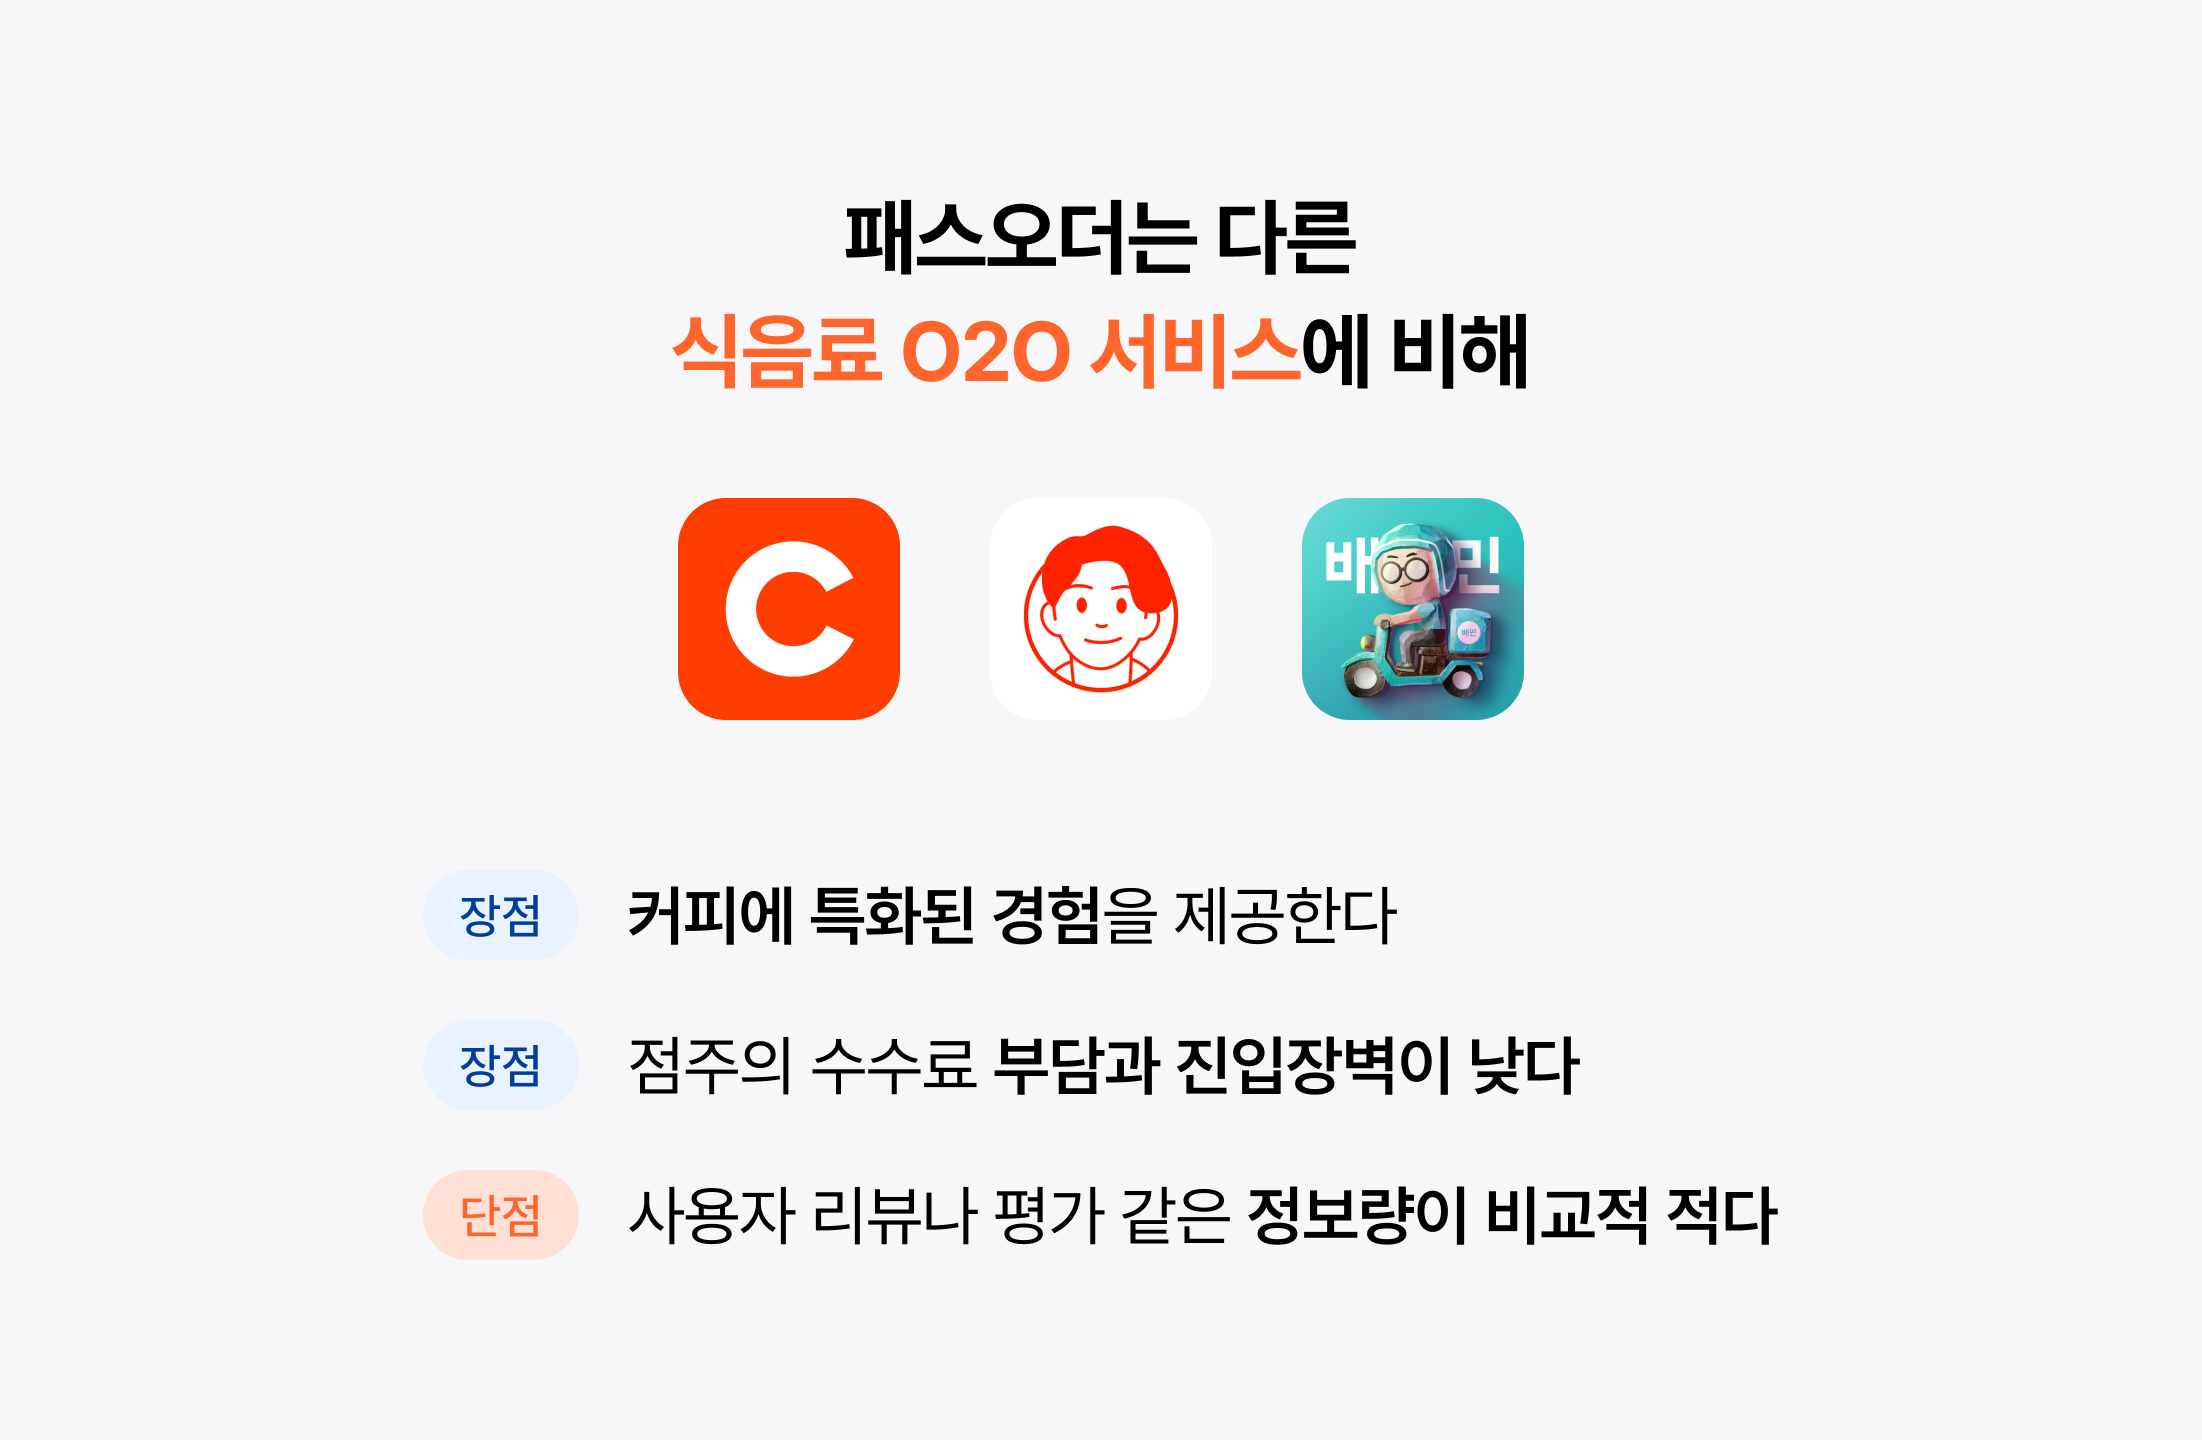 패스오더는 다른
식음료 O2O 서비스에 비해
C
배민
배민
장점 커피에 특화된 경험을 제공한다
장점 점주의 수수료 부담과 진입장벽이 낮다
단점 사용자 리뷰나 평가 같은 정보량이 비교적 적다